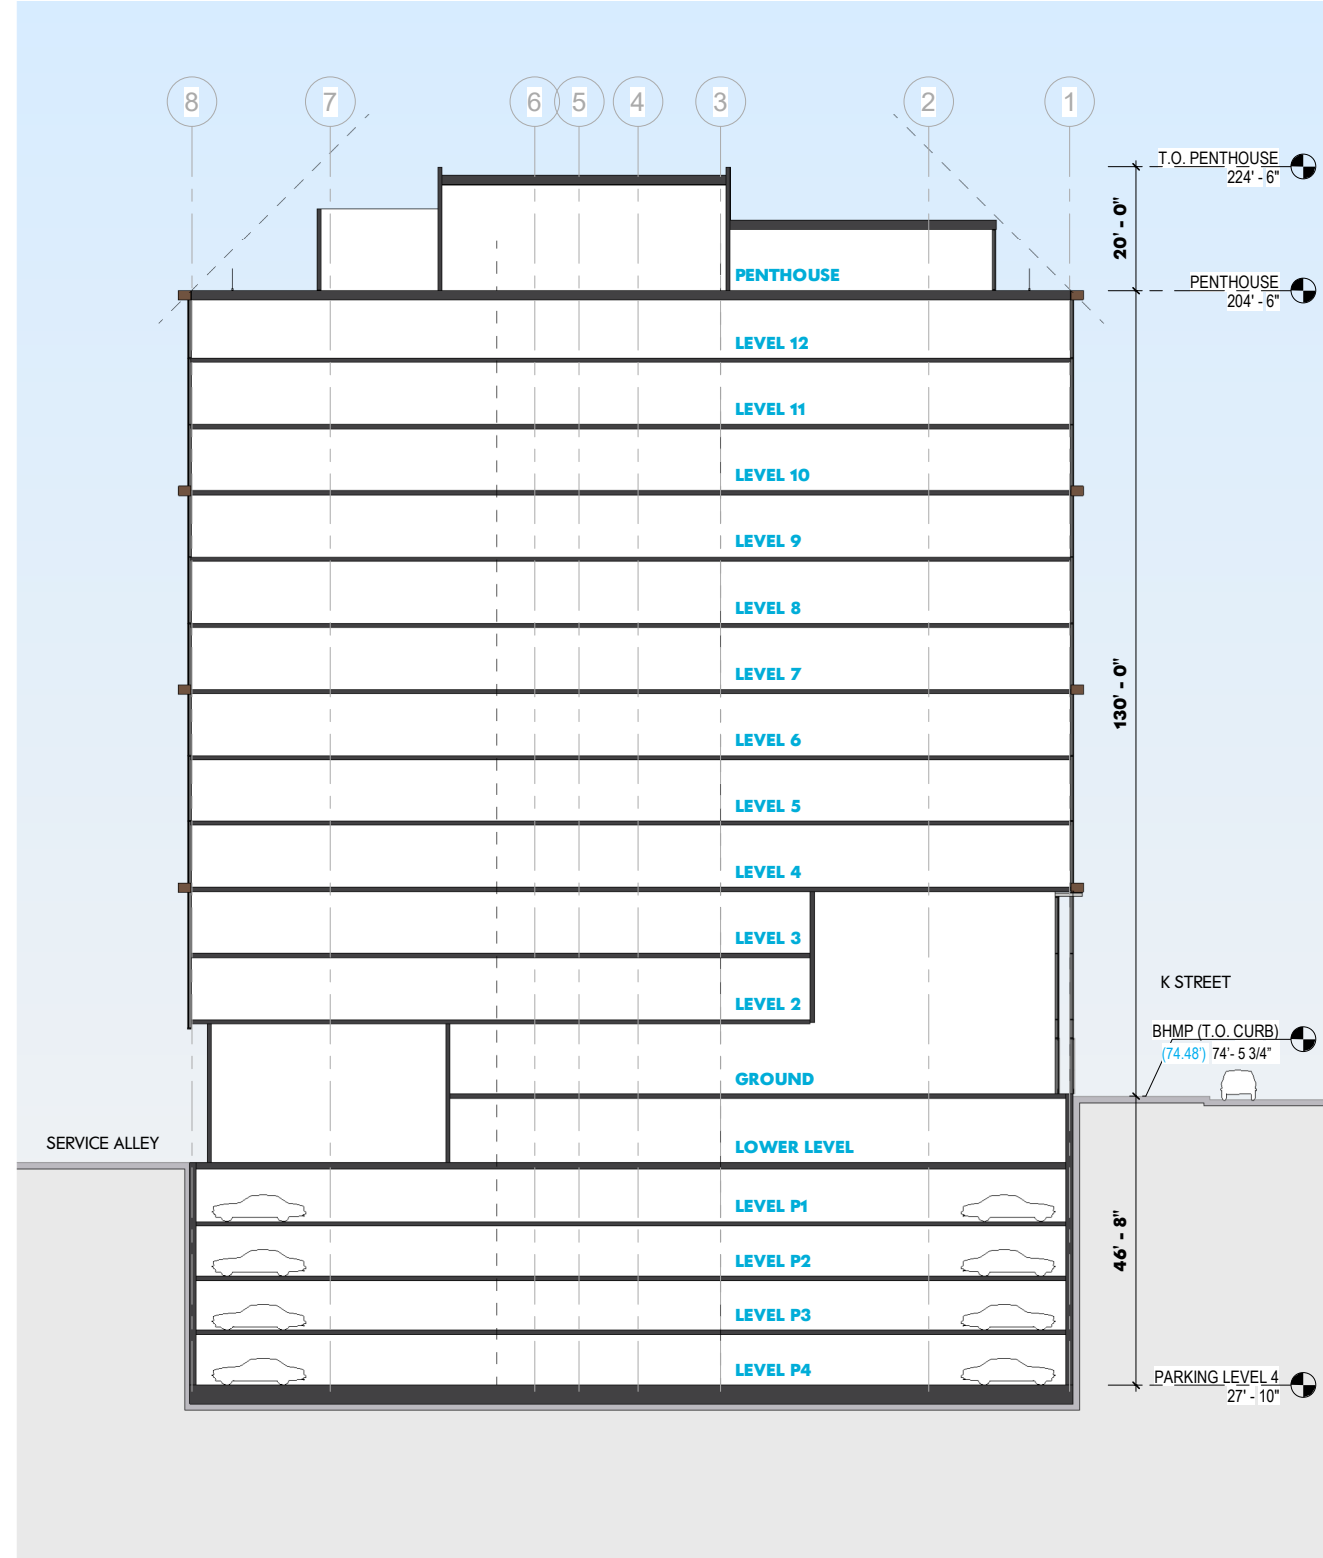 8 7 6 5 4 3 2 1
T.O. PENTHOUSE
224' - 6"
20' - 0"
PENTHOUSE
PENTHOUSE
204' - 6"
LEVEL 12
LEVEL 11
LEVEL 10
LEVEL 9
LEVEL 8
LEVEL 7
130' - 0"
LEVEL 6
LEVEL 5
LEVEL 4
LEVEL 3
K STREET
LEVEL 2
BHMP (T.O. CURB)
(74.48') 74'- 5 3/4"
GROUND
SERVICE ALLEY
LOWER LEVEL
LEVEL P1
46' - 8"
LEVEL P2
LEVEL P3
LEVEL P4
PARKING LEVEL 4
27' - 10"